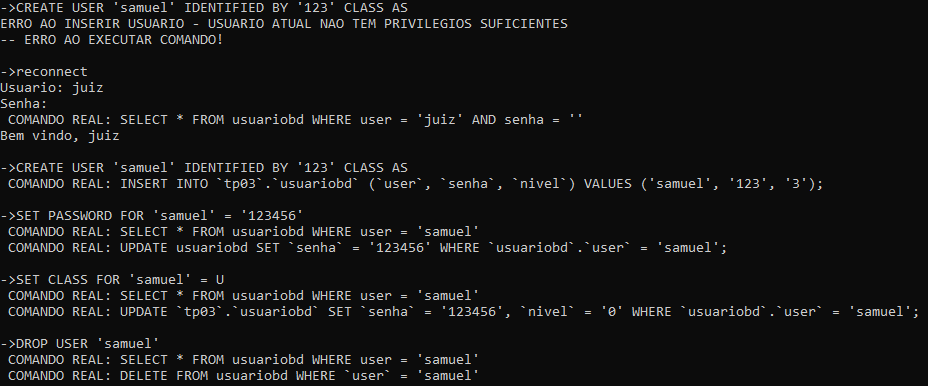 ->CREATE USER 'samuel' IDENTIFIED BY '123' CLASS AS
ERRO AO INSERIR USUARIO - USUARIO ATUAL NAO TEM PRIVILEGIOS SUFICIENTES
-- ERRO AO EXECUTAR COMANDO!
->reconnect
Usuario: juiz
Senha:
COMANDO REAL: SELECT * FROM usuariobd WHERE user = 'juiz' AND senha = ''
Bem vindo, juiz
->CREATE USER 'samuel' IDENTIFIED BY '123' CLASS AS
COMANDO REAL: INSERT INTO `tp03`.`usuariobd` (`user`, `senha`, `nivel`) VALUES ('samuel', '123', '3');
->SET PASSWORD FOR 'samuel' = '123456'
COMANDO REAL: SELECT * FROM usuariobd WHERE user = 'samuel'
COMANDO REAL: UPDATE usuariobd SET `senha` = '123456' WHERE `usuariobd`.`user` = 'samuel';
->SET CLASS FOR 'samuel' = U
COMANDO REAL: SELECT * FROM usuariobd WHERE user = 'samuel'
COMANDO REAL: UPDATE `tp03`.`usuariobd` SET `senha` = '123456', `nivel` = '0' WHERE `usuariobd`.`user` = 'samuel';
->DROP USER 'samuel'
COMANDO REAL: SELECT * FROM usuariobd WHERE user = 'samuel'
COMANDO REAL: DELETE FROM usuariobd WHERE `user` = 'samuel'